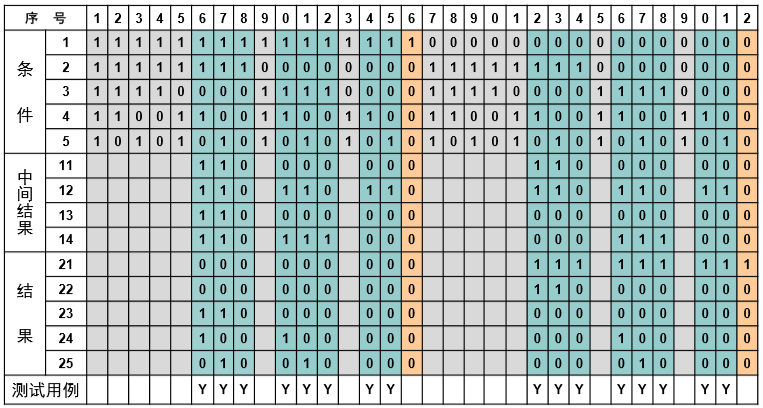 序 号 1 2 3 4 5 6 7 8 9 0 1 2 3 4 5 6 7 8 9 0 1 2 3 4 5 6 7 8 9 0 1 2
条件
1 1 1 1 1 1 1 1 1 1 1 1 1 1 1 1 1 0 0 0 0 0 0 0 0 0 0 0 0 0 0 0 0
2 1 1 1 1 1 1 1 1 0 0 0 0 0 0 0 0 1 1 1 1 1 1 1 1 0 0 0 0 0 0 0 0
3 1 1 1 1 0 0 0 0 1 1 1 1 0 0 0 0 1 1 1 1 0 0 0 0 1 1 1 1 0 0 0 0
4 1 1 0 0 1 1 0 0 1 1 0 0 1 1 0 0 1 1 0 0 1 1 0 0 1 1 0 0 1 1 0 0
5 1 0 1 0 1 0 1 0 1 0 1 0 1 0 1 0 1 0 1 0 1 0 1 0 1 0 1 0 1 0 1 0
中间结果
11 1 1 0 0 0 0 0 0 0 1 1 0 0 0 0 0 0 0
12 1 1 0 1 1 0 1 1 0 1 1 0 1 1 0 1 1 0
13 1 1 0 0 0 0 0 0 0 0 0 0 0 0 0 0 0 0
14 1 1 0 1 1 1 0 0 0 0 0 0 1 1 1 0 0 0
结果
21 0 0 0 0 0 0 0 0 0 1 1 1 1 1 1 1 1 1
22 0 0 0 0 0 0 0 0 0 1 1 0 0 0 0 0 0 0
23 1 1 0 0 0 0 0 0 0 0 0 0 0 0 0 0 0 0
24 1 0 0 1 0 0 0 0 0 0 0 0 1 0 0 0 0 0
25 0 1 0 0 1 0 0 0 0 0 0 0 0 1 0 0 0 0
测试用例 Y Y Y Y Y Y Y Y Y Y Y Y Y Y Y Y